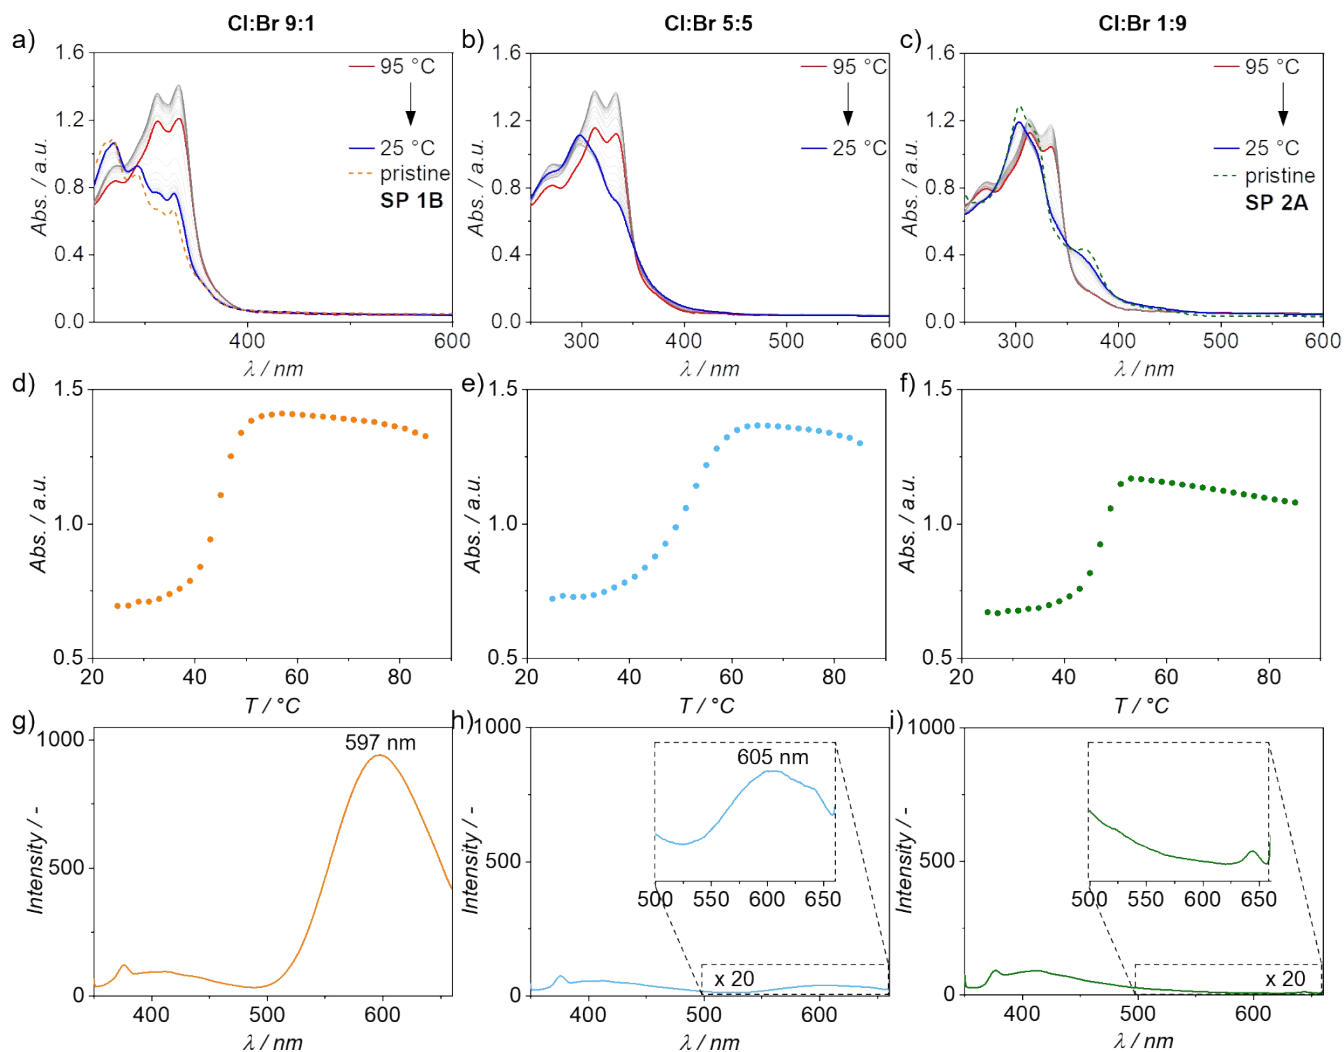 Cl:Br 9:1
Cl:Br 5:5
Cl:Br 1:9
a)
1.6
1.2
0.8
0.4
0.0
Abs. / a.u.
95 °C
25 °C
pristine
SP 1B
400
600
λ / nm
b)
1.6
1.2
0.8
0.4
0.0
Abs. / a.u.
95 °C
25 °C
300
400
500
600
λ / nm
c)
1.6
1.2
0.8
0.4
0.0
Abs. / a.u.
95 °C
25 °C
pristine
SP 2A
300
400
500
600
λ / nm
d)
1.5
1.0
0.5
Abs. / a.u.
20
40
60
80
T / °C
e)
1.5
1.0
0.5
Abs. / a.u.
20
40
60
80
T / °C
f)
1.5
1.0
0.5
Abs. / a.u.
20
40
60
80
T / °C
g)
1000
500
0
Intensity / -
597 nm
400
500
600
λ / nm
h)
1000
500
0
Intensity / -
605 nm
500
550
600
650
x 20
400
500
600
λ / nm
i)
1000
500
0
Intensity / -
500
550
600
650
x 20
400
500
600
λ / nm